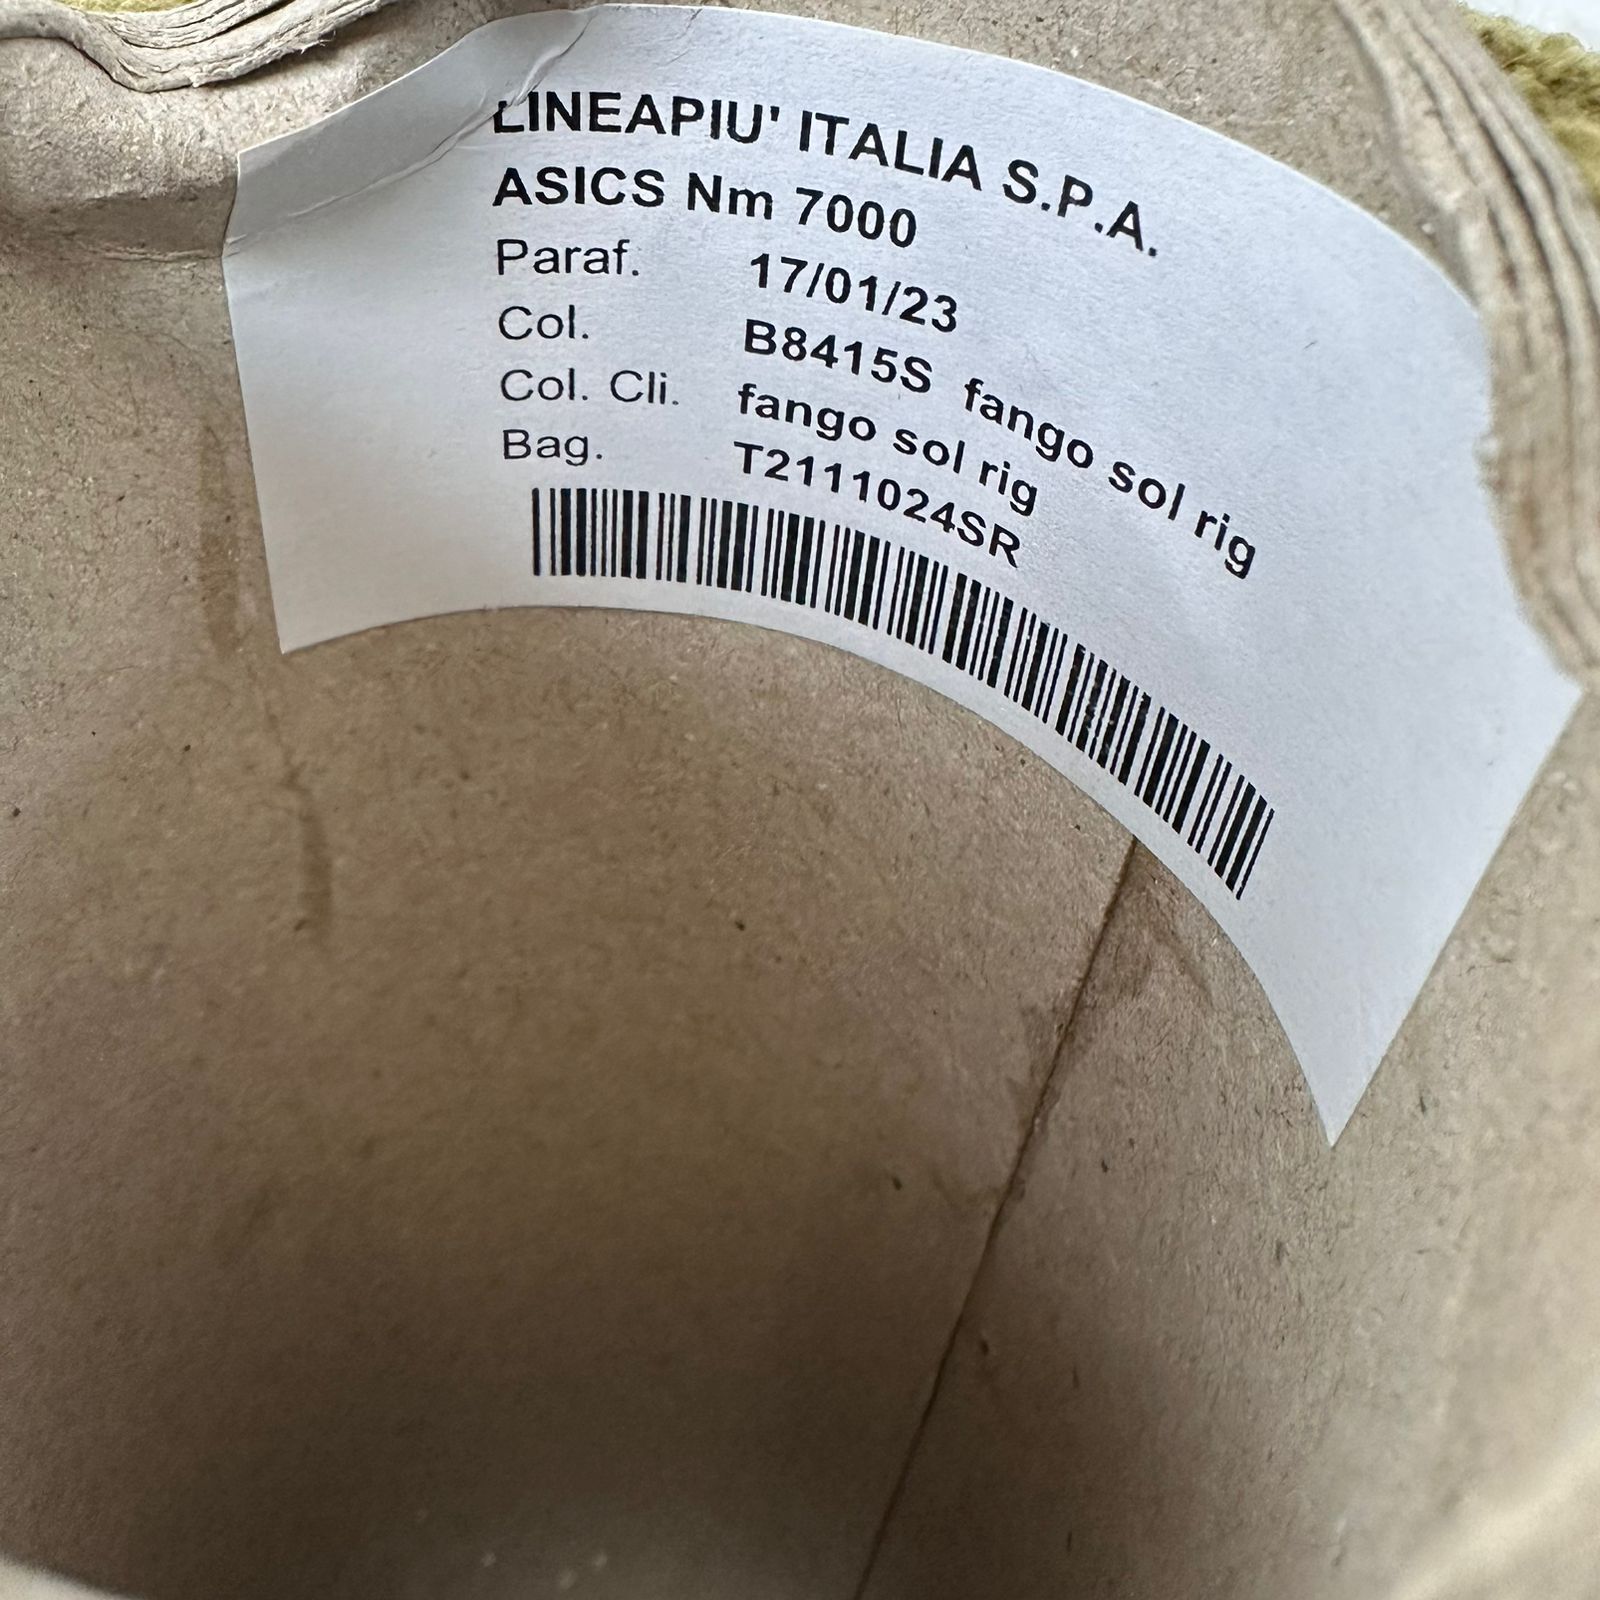 LINEAPIU' ITALIA S.P.A.
ASICS Nm 7000
Paraf. 17/01/23
Col. B8415S fango sol rig
Col. Cli. fango sol rig
Bag. T2111024SR